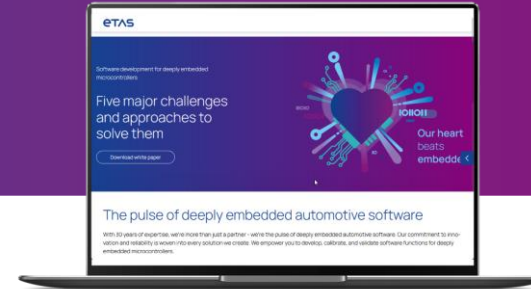 etas
Software development for deeply embedded
microcontrollers
Five major challenges
and approaches to
solve them
Download white paper
101101
Our heart
beats
embedde
The pulse of deeply embedded automotive software
With 30 years of expertise, we're more than just a partner – we're the pulse of deeply embedded automotive software. Our commitment to inno-
vation and reliability is woven into every solution we create. We empower you to develop, calibrate, and validate software functions for deeply
embedded microcontrollers.